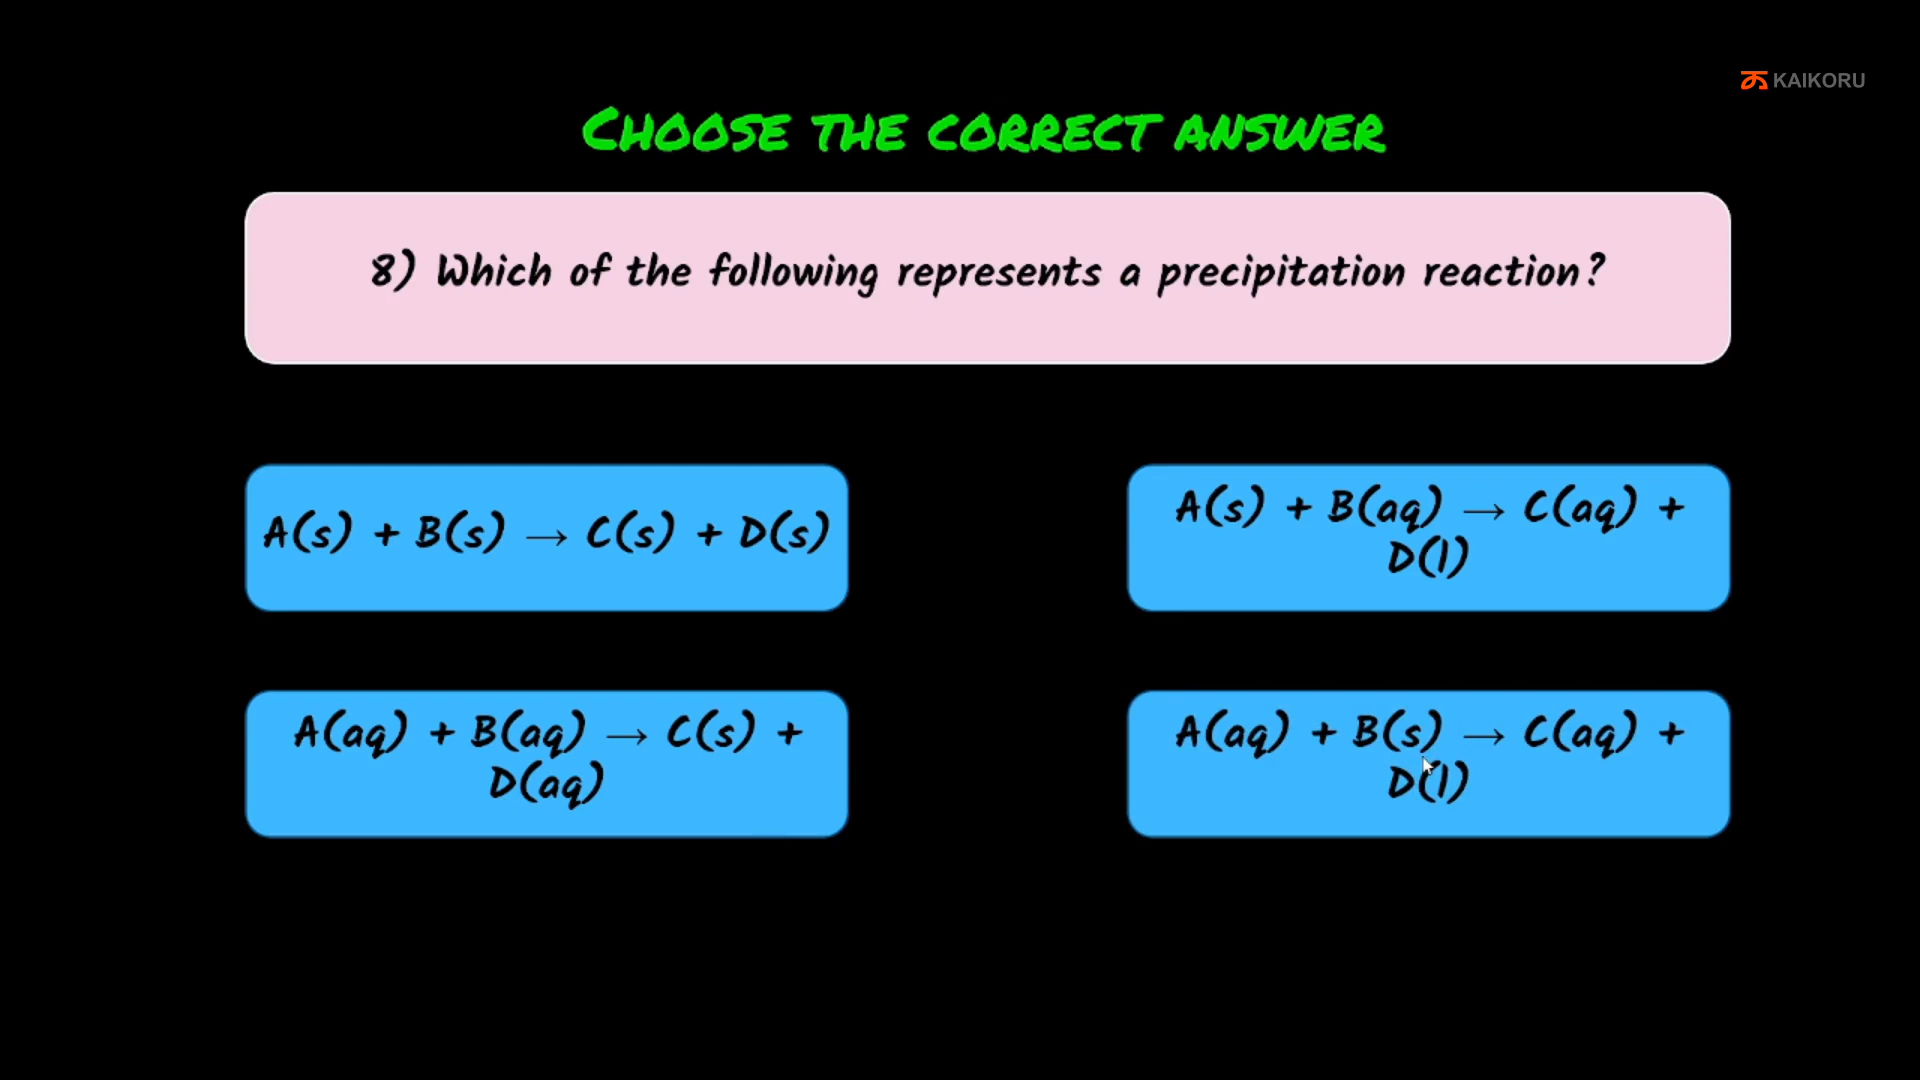 KAIKORU
CHOOSE THE CORRECT ANSWER
8) Which of the following represents a precipitation reaction?
A(s) + B(s) → C(s) + D(s)
A(s) + B(aq) → C(aq) +
D(l)
A(aq) + B(aq) → C(s) +
D(aq)
A(aq) + B(s) → C(aq) +
D(l)